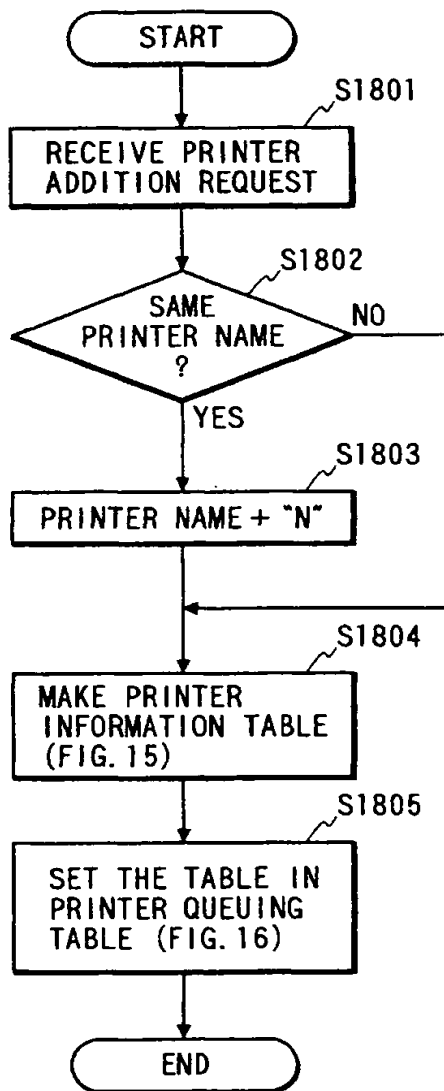 START
S1801
RECEIVE PRINTER
ADDITION REQUEST
S1802
SAME
PRINTER NAME
?
NO
YES
S1803
PRINTER NAME + "N"
S1804
MAKE PRINTER
INFORMATION TABLE
(FIG. 15)
S1805
SET THE TABLE IN
PRINTER QUEUING
TABLE (FIG. 16)
END